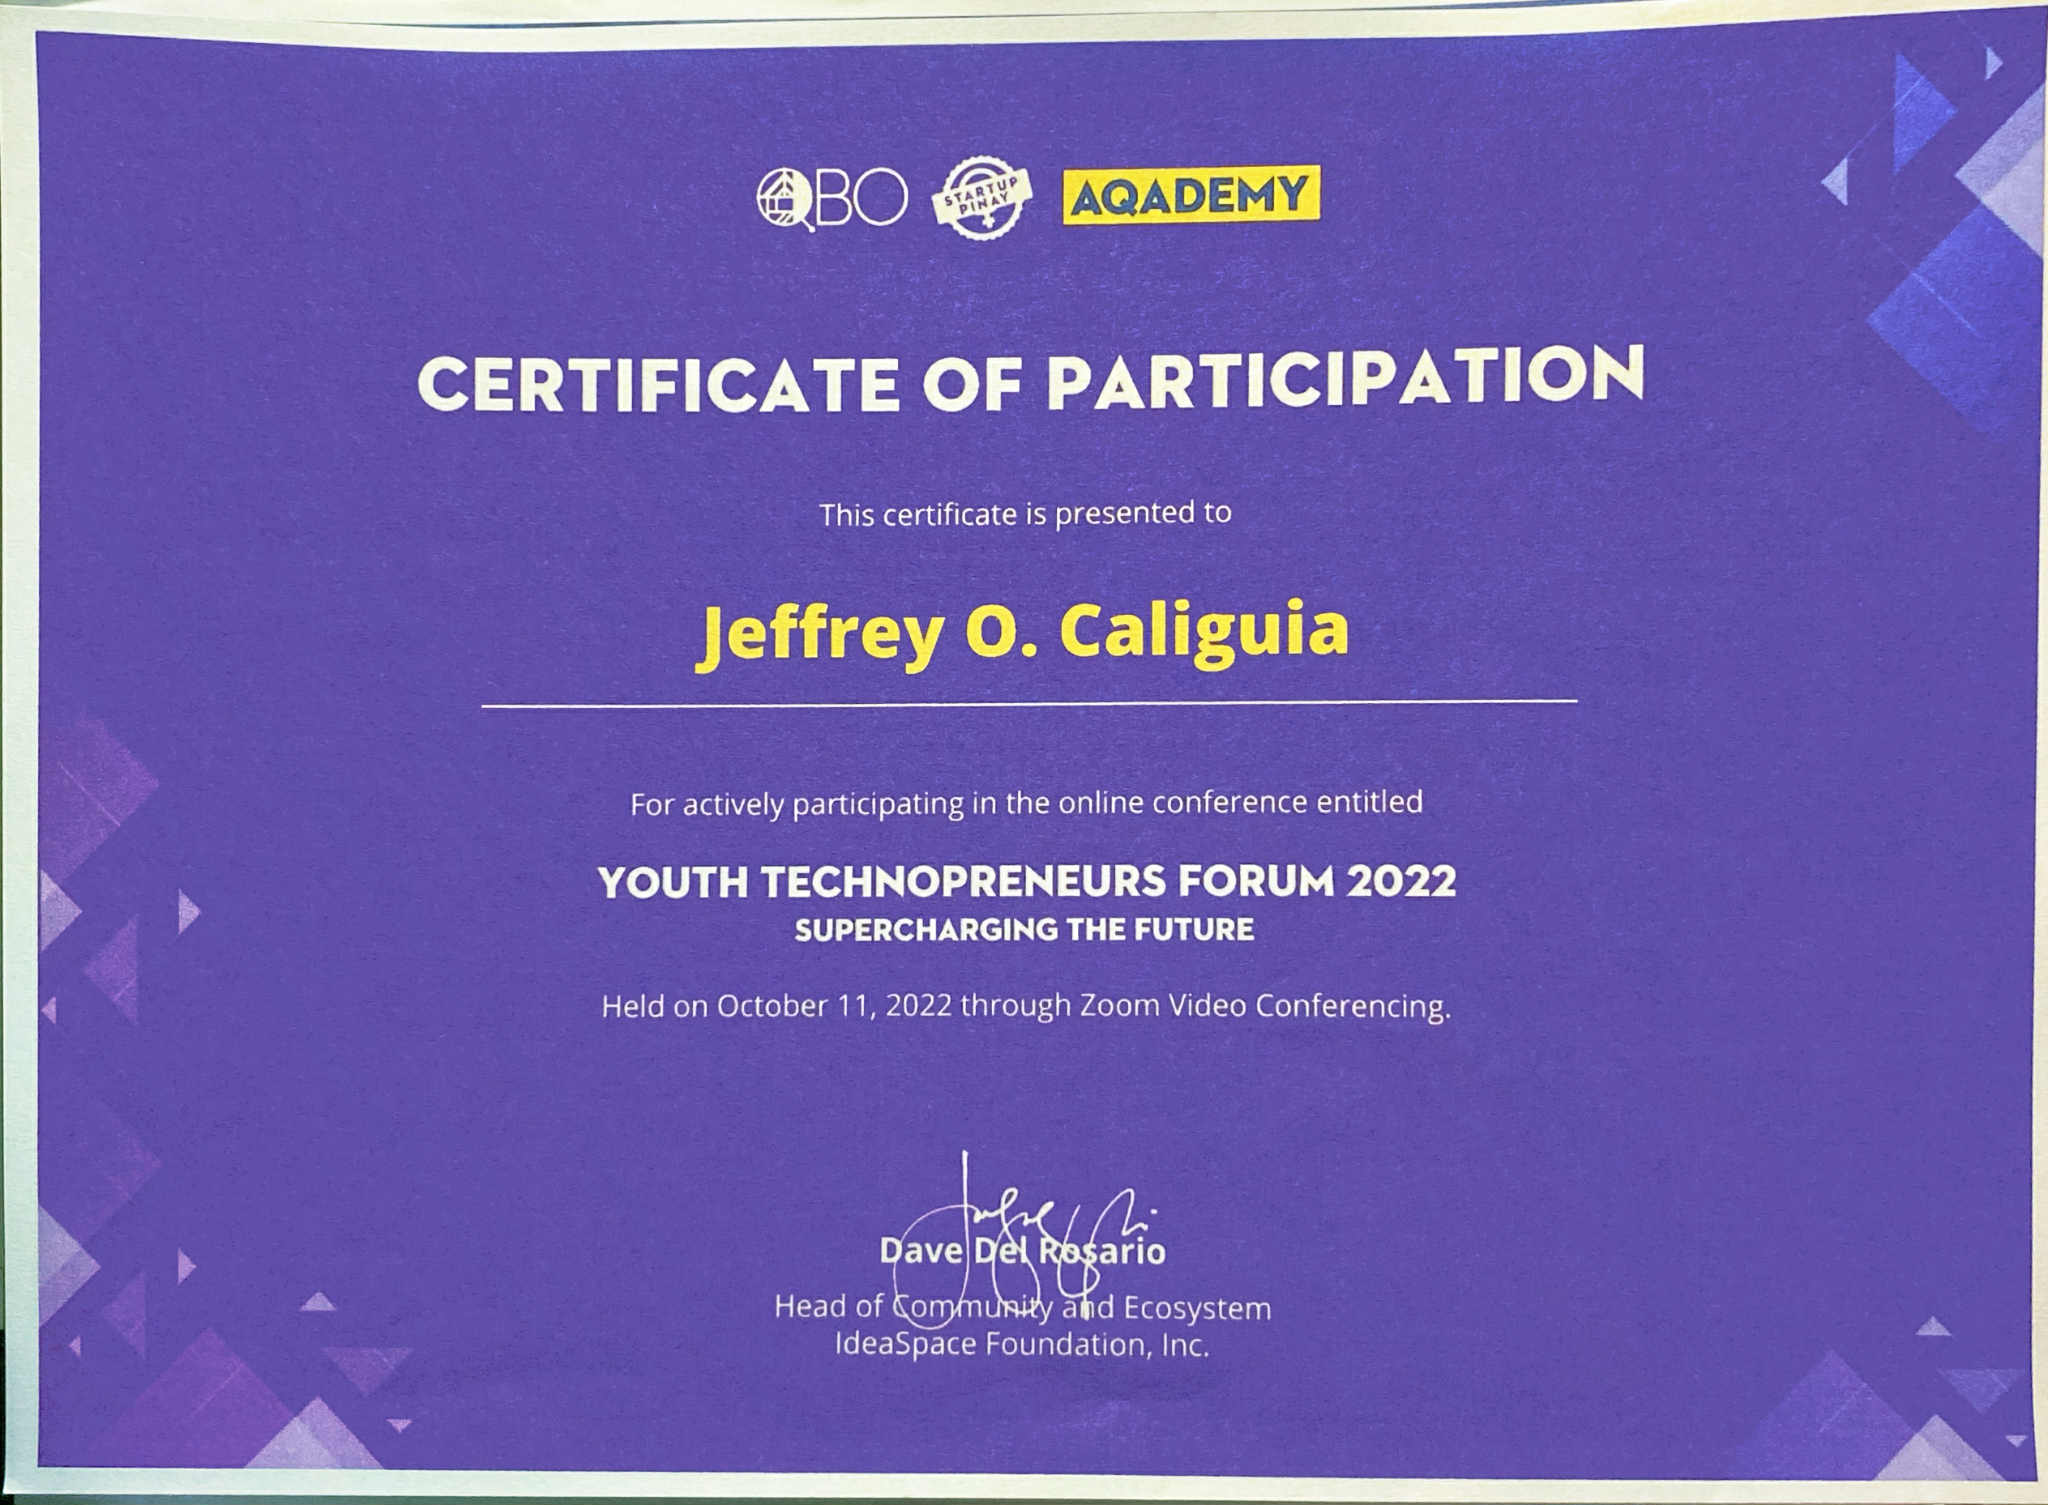 QBO STARTUP PINAY AQADEMY
CERTIFICATE OF PARTICIPATION
This certificate is presented to
Jeffrey O. Caliguia
For actively participating in the online conference entitled
YOUTH TECHNOPRENEURS FORUM 2022
SUPERCHARGING THE FUTURE
Held on October 11, 2022 through Zoom Video Conferencing.
Dave Del Rosario
Head of Community and Ecosystem
IdeaSpace Foundation, Inc.